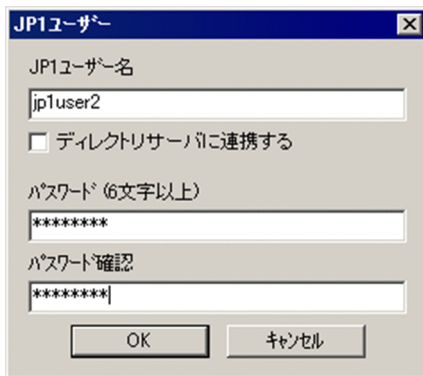 JP1ユーザー
JP1ユーザー名
jp1user2
ディレクトリサーバに連携する
パスワード(6文字以上)
********
パスワード確認
********
OK キャンセル